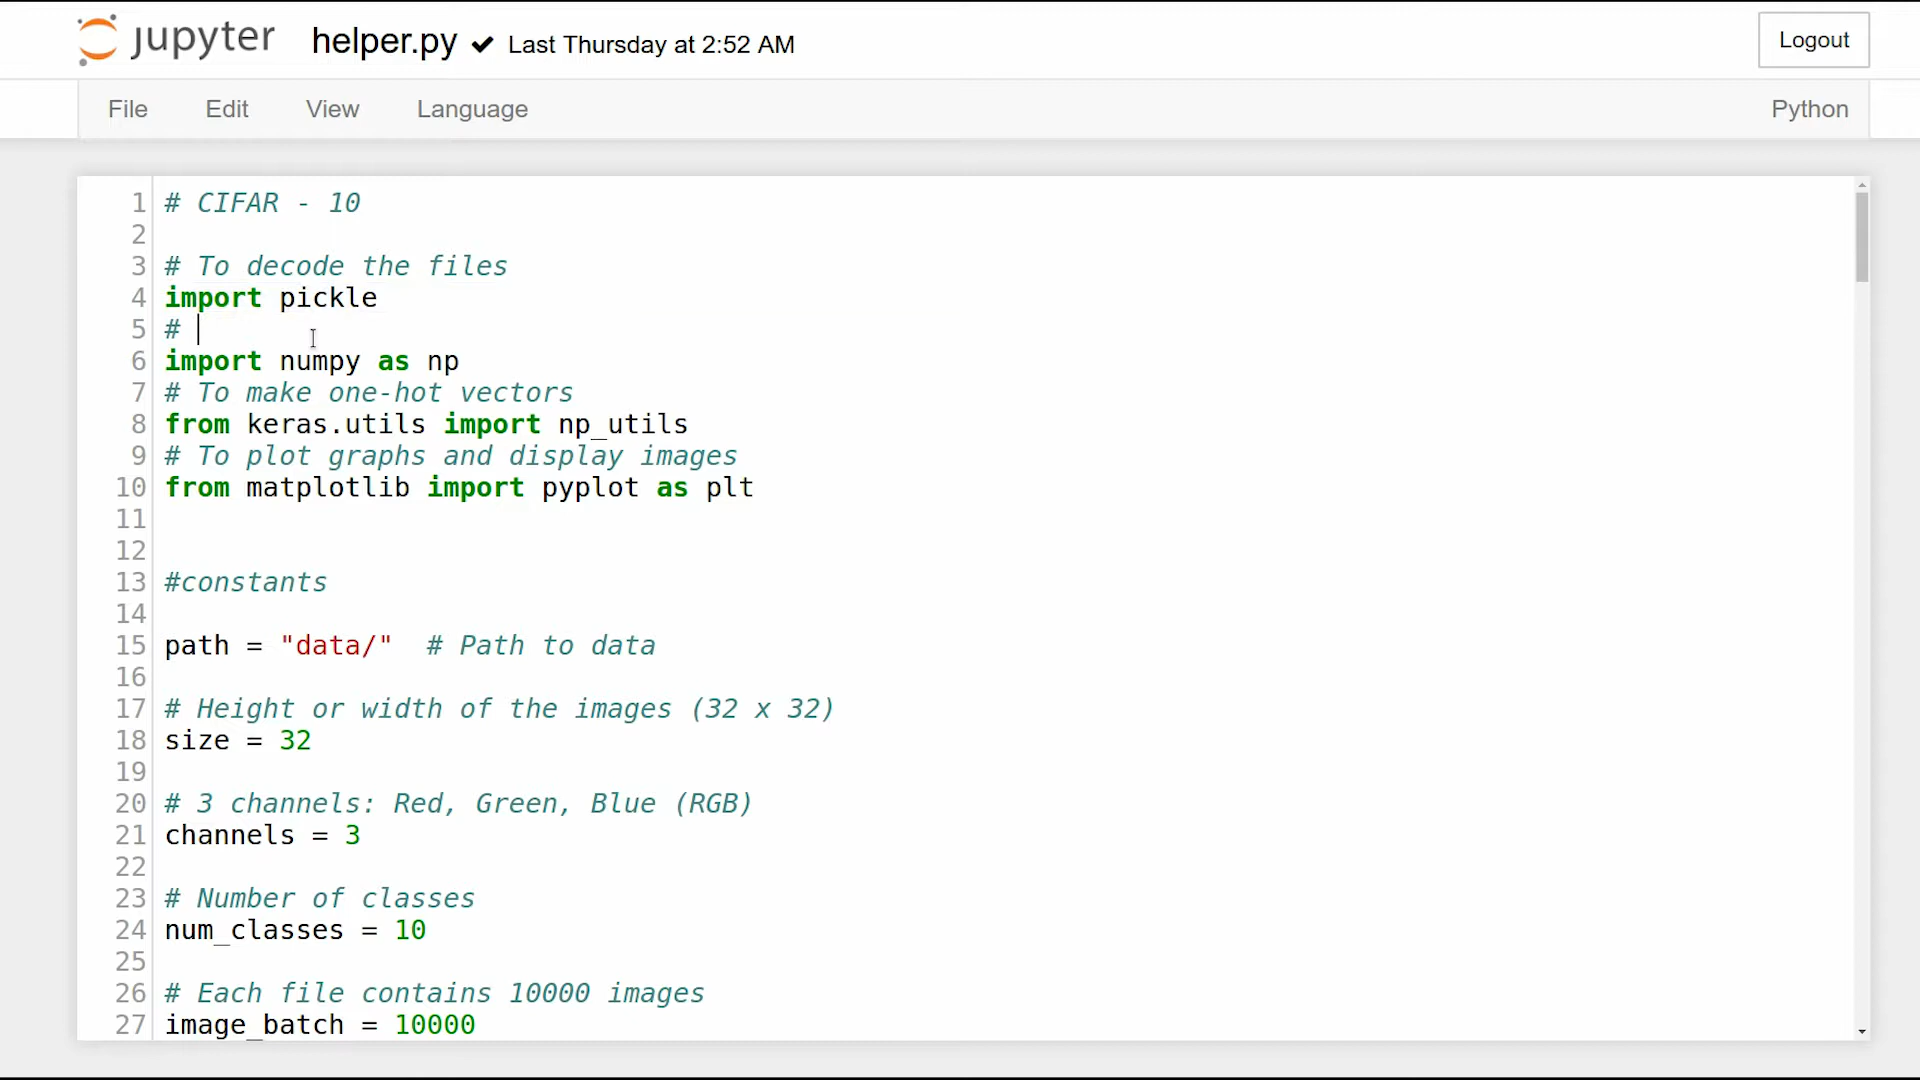 jupyter helper.py Last Thursday at 2:52 AM Logout
File Edit View Language Python
1 # CIFAR - 10
2
3 # To decode the files
4 import pickle
5 #
6 import numpy as np
7 # To make one-hot vectors
8 from keras.utils import np_utils
9 # To plot graphs and display images
10 from matplotlib import pyplot as plt
11
12
13 #constants
14
15 path = "data/"  # Path to data
16
17 # Height or width of the images (32 x 32)
18 size = 32
19
20 # 3 channels: Red, Green, Blue (RGB)
21 channels = 3
22
23 # Number of classes
24 num_classes = 10
25
26 # Each file contains 10000 images
27 image_batch = 10000